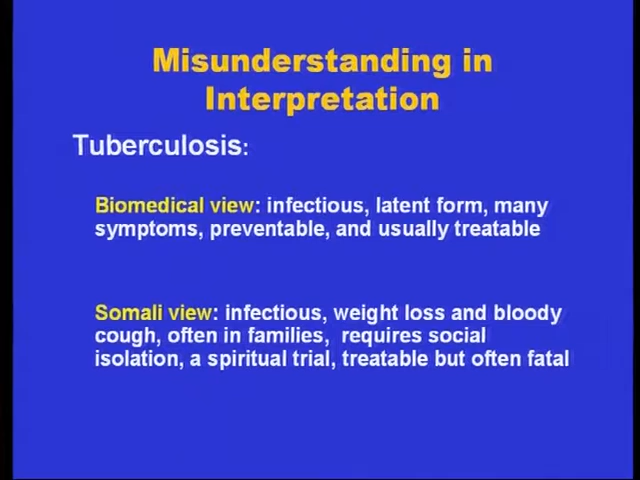 Misunderstanding in
Interpretation
Tuberculosis:
Biomedical view: infectious, latent form, many
symptoms, preventable, and usually treatable
Somali view: infectious, weight loss and bloody
cough, often in families, requires social
isolation, a spiritual trial, treatable but often fatal